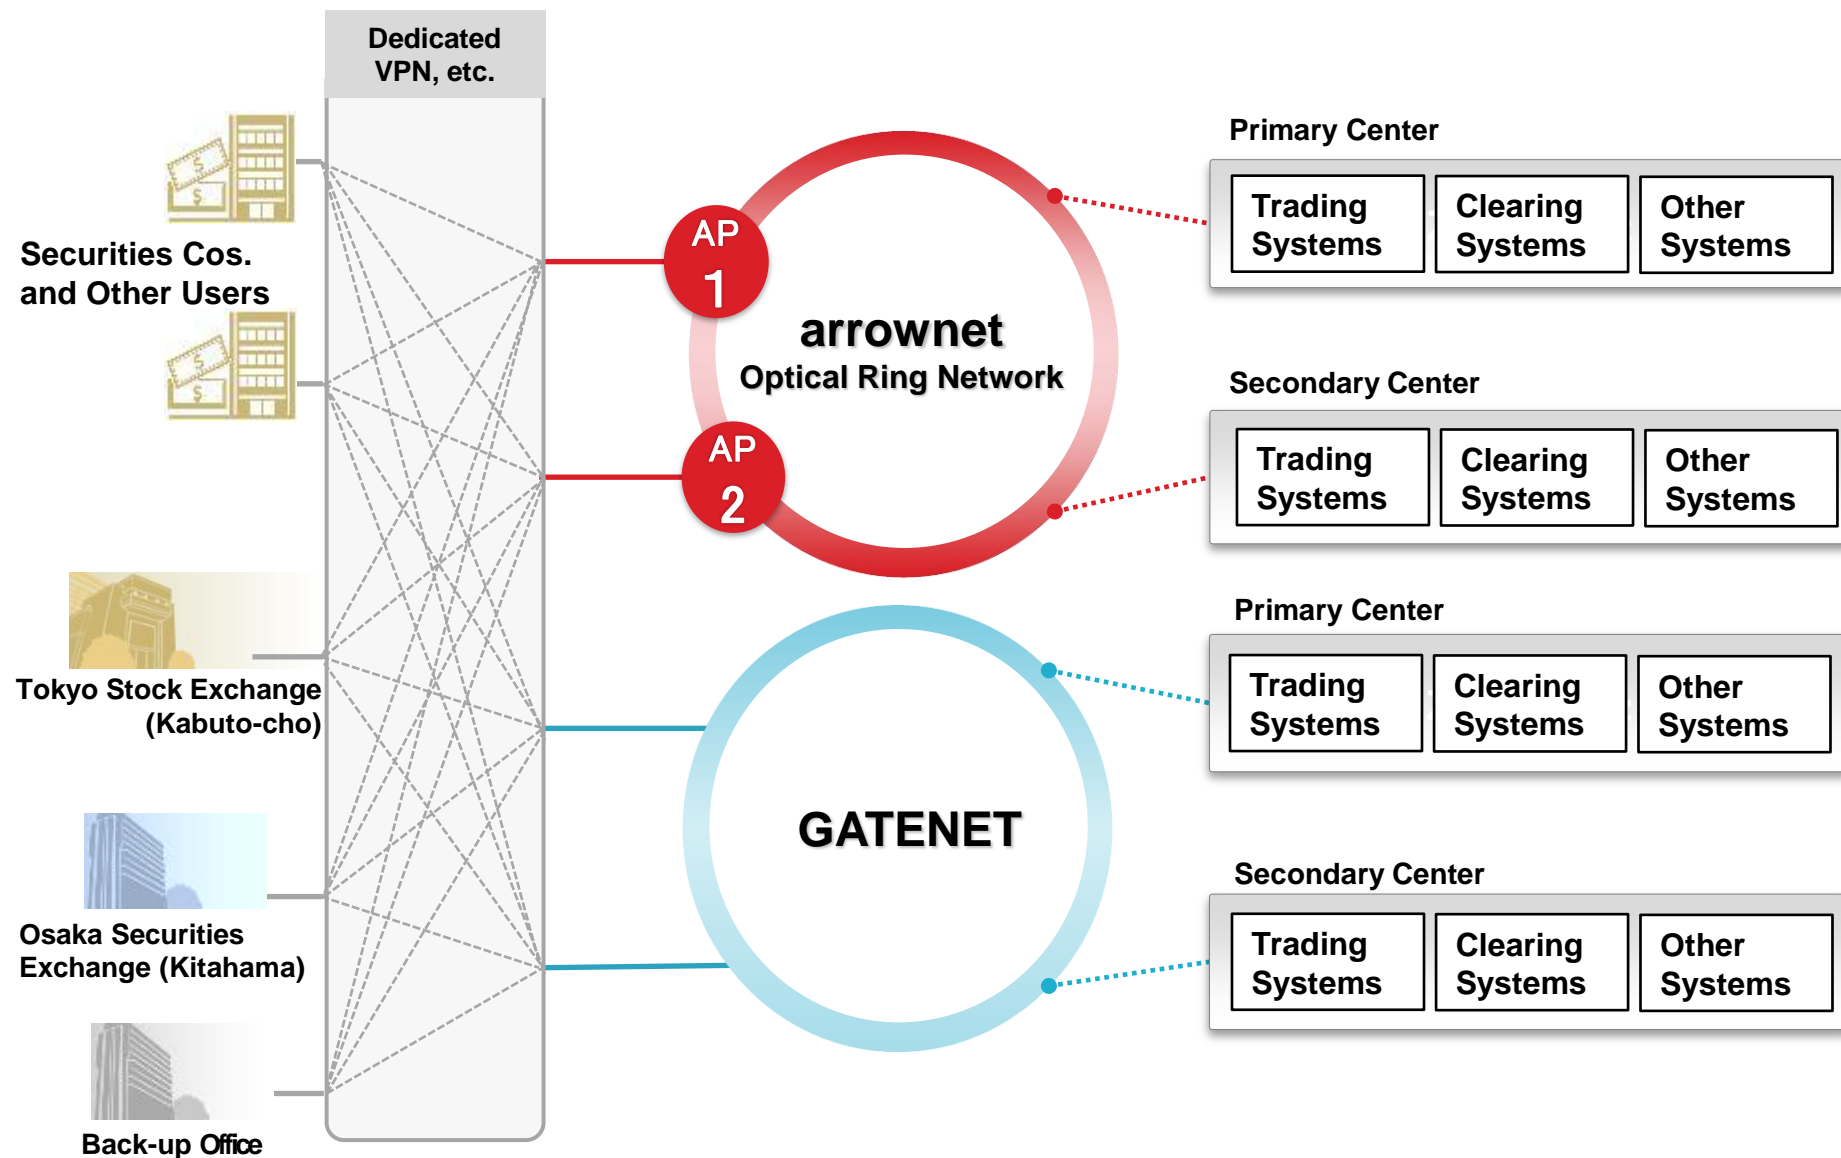 Dedicated
VPN, etc.
Securities Cos.
and Other Users
Tokyo Stock Exchange
(Kabuto-cho)
Osaka Securities
Exchange (Kitahama)
Back-up Office
AP
1
AP
2
arrownet
Optical Ring Network
GATENET
Primary Center
Trading
Systems
Clearing
Systems
Other
Systems
Secondary Center
Trading
Systems
Clearing
Systems
Other
Systems
Primary Center
Trading
Systems
Clearing
Systems
Other
Systems
Secondary Center
Trading
Systems
Clearing
Systems
Other
Systems